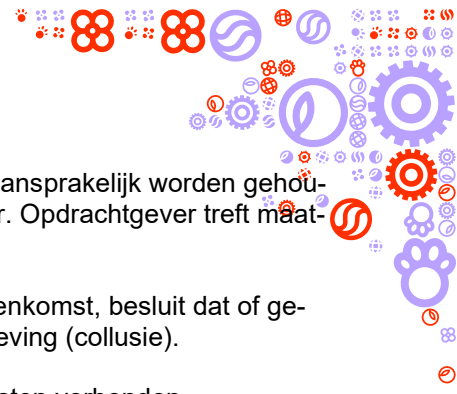 ansprakelijk worden gehou-
r. Opdrachtgever treft maat-
enkomst, besluit dat of ge-
eving (collusie).